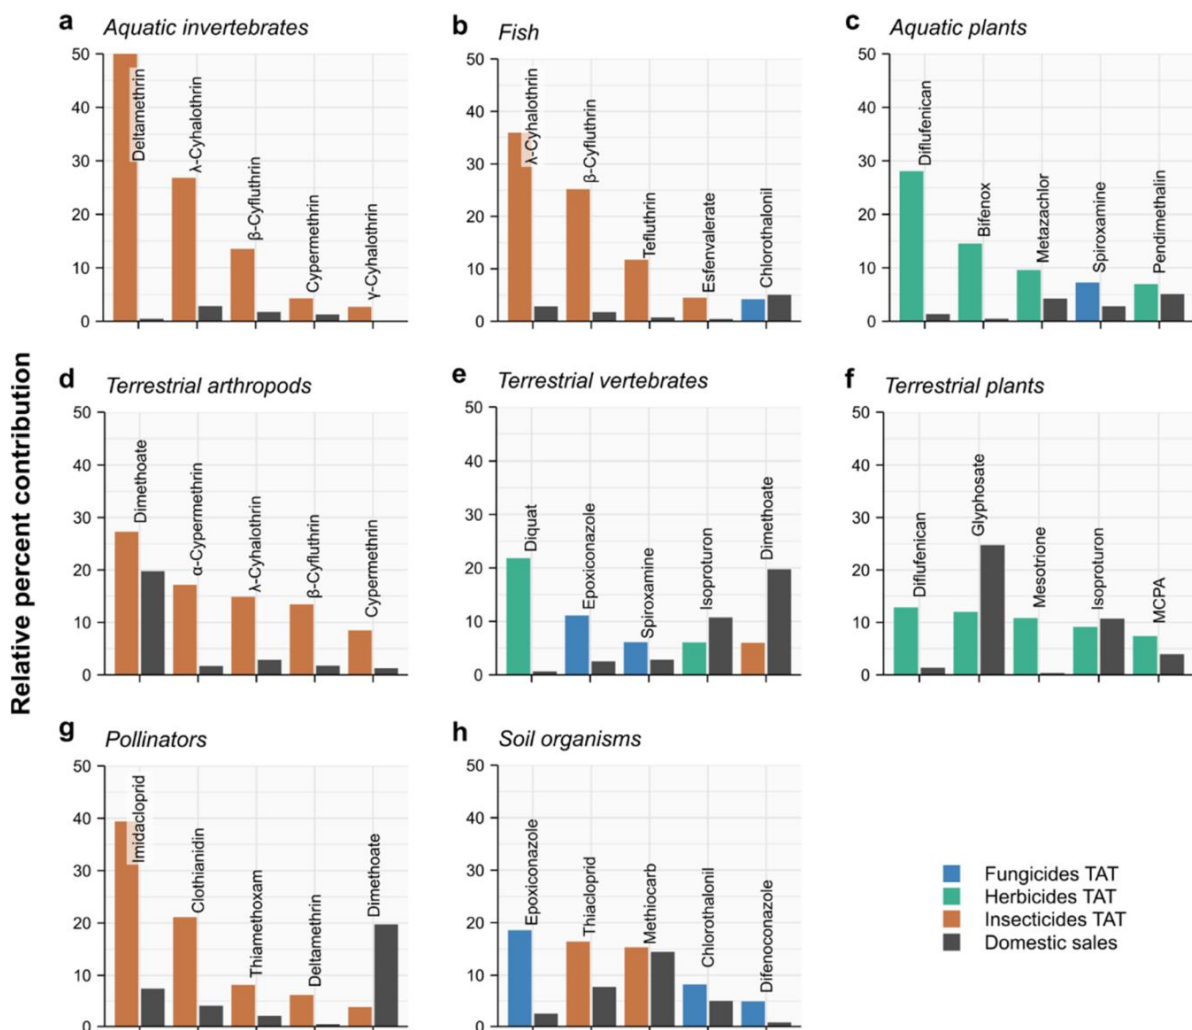 a Aquatic invertebrates
50
40
30
20
10
0
Deltamethrin
λ-Cyhalothrin
β-Cyfluthrin
Cypermethrin
γ-Cyhalothrin
b Fish
50
40
30
20
10
0
λ-Cyhalothrin
β-Cyfluthrin
Tefluthrin
Esfenvalerate
Chlorothalonil
c Aquatic plants
50
40
30
20
10
0
Diflufenican
Bifenox
Metazachlor
Spiroxamine
Pendimethalin
Relative percent contribution
d Terrestrial arthropods
50
40
30
20
10
0
Dimethoate
α-Cypermethrin
λ-Cyhalothrin
β-Cyfluthrin
Cypermethrin
e Terrestrial vertebrates
50
40
30
20
10
0
Diquat
Epoxiconazole
Spiroxamine
Isoproturon
Dimethoate
f Terrestrial plants
50
40
30
20
10
0
Diflufenican
Glyphosate
Mesotrione
Isoproturon
MCPA
g Pollinators
50
40
30
20
10
0
Imidacloprid
Clothianidin
Thiamethoxam
Deltamethrin
Dimethoate
h Soil organisms
50
40
30
20
10
0
Epoxiconazole
Thiacloprid
Methiocarb
Chlorothalonil
Difenoconazole
Fungicides TAT
Herbicides TAT
Insecticides TAT
Domestic sales